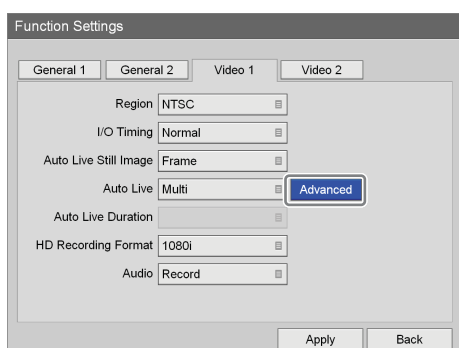 Function Settings
General 1 General 2 Video 1 Video 2
Region NTSC
I/O Timing Normal
Auto Live Still Image Frame
Auto Live Multi Advanced
Auto Live Duration
HD Recording Format 1080i
Audio Record
Apply Back